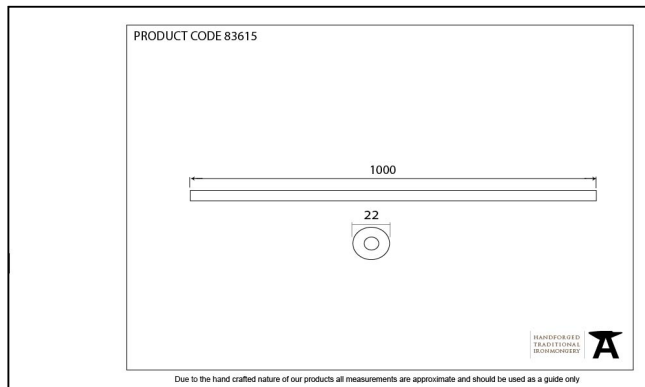 PRODUCT CODE 83615
1000
22
HANDFORGED
TRADITIONAL
IRONMONGERY
Due to the hand crafted nature of our products all measurements are approximate and should be used as a guide only